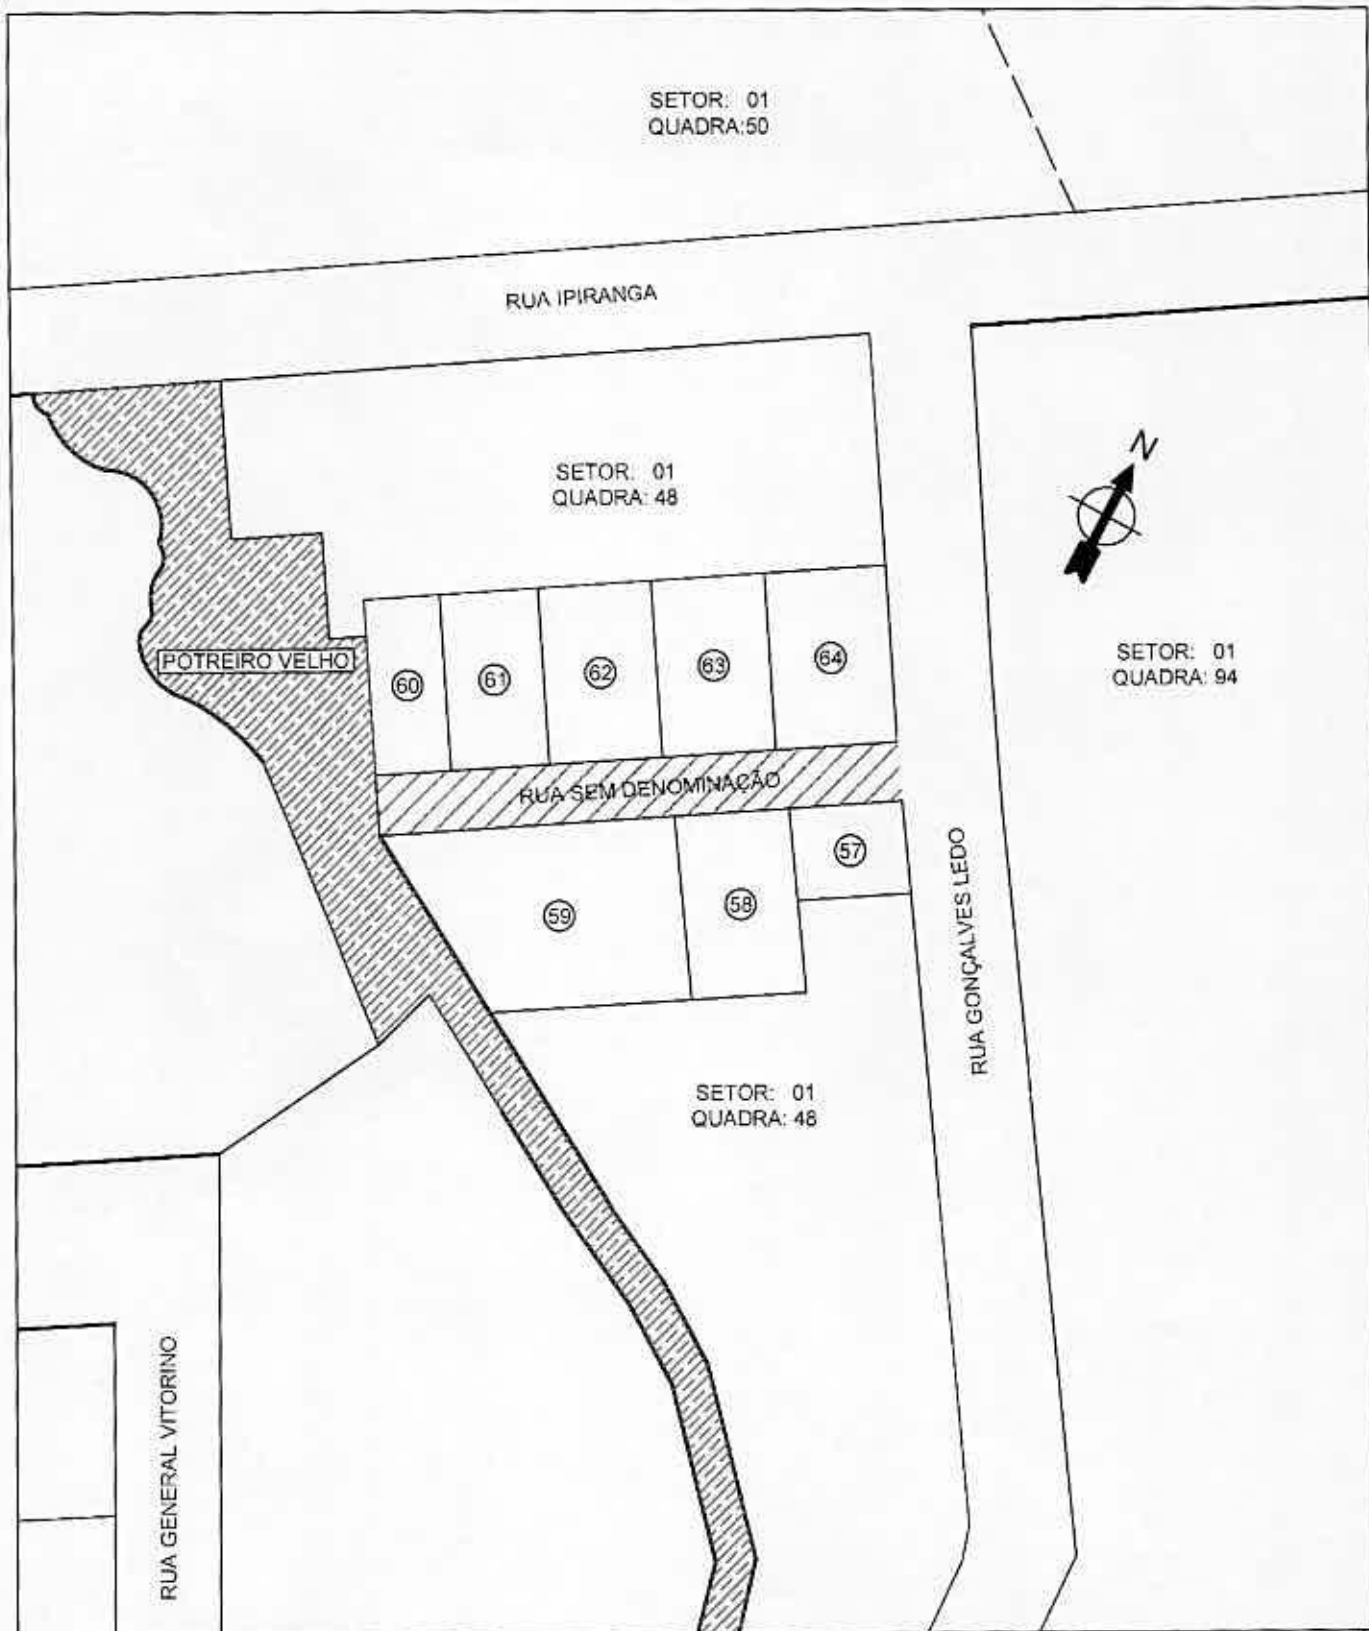 SETOR: 01
QUADRA:50
RUA IPIRANGA
SETOR: 01
QUADRA: 48
N
SETOR: 01
QUADRA: 94
POTREIRO VELHO
60
61
62
63
64
RUA SEM DENOMINAÇÃO
59
58
57
RUA GONÇALVES LEDO
SETOR: 01
QUADRA: 48
RUA GENERAL VITORINO